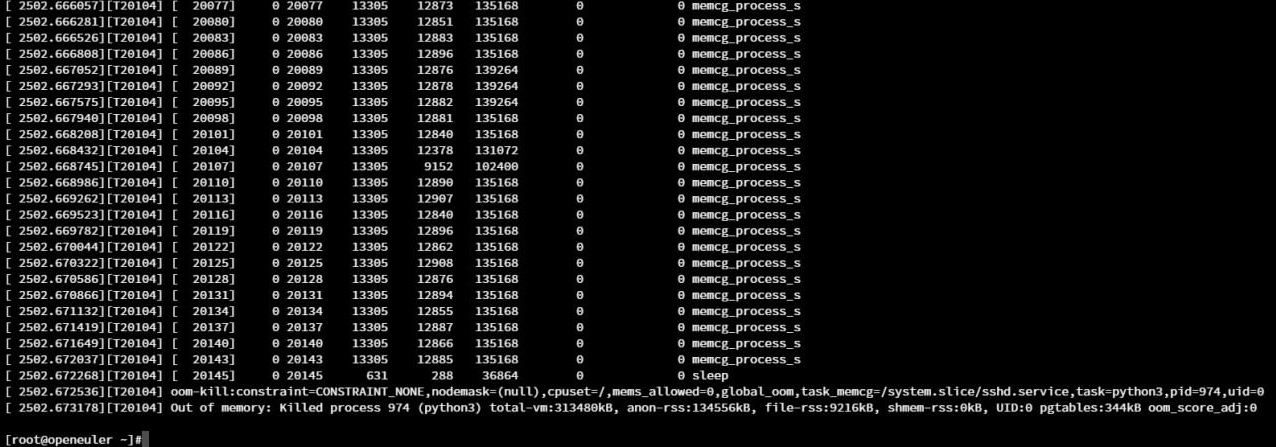 [ 2502.666057][T20104] [  20077]     0 20077    13305    12873   135168        0             0 memcg_process_s
[ 2502.666281][T20104] [  20080]     0 20080    13305    12851   135168        0             0 memcg_process_s
[ 2502.666526][T20104] [  20083]     0 20083    13305    12883   135168        0             0 memcg_process_s
[ 2502.666808][T20104] [  20086]     0 20086    13305    12896   135168        0             0 memcg_process_s
[ 2502.667052][T20104] [  20089]     0 20089    13305    12876   139264        0             0 memcg_process_s
[ 2502.667293][T20104] [  20092]     0 20092    13305    12878   139264        0             0 memcg_process_s
[ 2502.667575][T20104] [  20095]     0 20095    13305    12882   139264        0             0 memcg_process_s
[ 2502.667940][T20104] [  20098]     0 20098    13305    12881   135168        0             0 memcg_process_s
[ 2502.668208][T20104] [  20101]     0 20101    13305    12840   135168        0             0 memcg_process_s
[ 2502.668432][T20104] [  20104]     0 20104    13305    12378   131072        0             0 memcg_process_s
[ 2502.668745][T20104] [  20107]     0 20107    13305     9152   102400        0             0 memcg_process_s
[ 2502.668986][T20104] [  20110]     0 20110    13305    12890   135168        0             0 memcg_process_s
[ 2502.669262][T20104] [  20113]     0 20113    13305    12907   135168        0             0 memcg_process_s
[ 2502.669523][T20104] [  20116]     0 20116    13305    12840   135168        0             0 memcg_process_s
[ 2502.669782][T20104] [  20119]     0 20119    13305    12896   135168        0             0 memcg_process_s
[ 2502.670044][T20104] [  20122]     0 20122    13305    12862   135168        0             0 memcg_process_s
[ 2502.670322][T20104] [  20125]     0 20125    13305    12908   135168        0             0 memcg_process_s
[ 2502.670586][T20104] [  20128]     0 20128    13305    12876   135168        0             0 memcg_process_s
[ 2502.670866][T20104] [  20131]     0 20131    13305    12894   135168        0             0 memcg_process_s
[ 2502.671132][T20104] [  20134]     0 20134    13305    12855   135168        0             0 memcg_process_s
[ 2502.671419][T20104] [  20137]     0 20137    13305    12887   135168        0             0 memcg_process_s
[ 2502.671649][T20104] [  20140]     0 20140    13305    12866   135168        0             0 memcg_process_s
[ 2502.672037][T20104] [  20143]     0 20143    13305    12885   135168        0             0 memcg_process_s
[ 2502.672268][T20104] [  20145]     0 20145      631      288    36864        0             0 sleep
[ 2502.672536][T20104] oom-kill:constraint=CONSTRAINT_NONE,nodemask=(null),cpuset=/,mems_allowed=0,global_oom,task_memcg=/system.slice/sshd.service,task=python3,pid=974,uid=0
[ 2502.673178][T20104] Out of memory: Killed process 974 (python3) total-vm:313480kB, anon-rss:134556kB, file-rss:9216kB, shmem-rss:0kB, UID:0 pgtables:344kB oom_score_adj:0
[root@openeuler ~]#